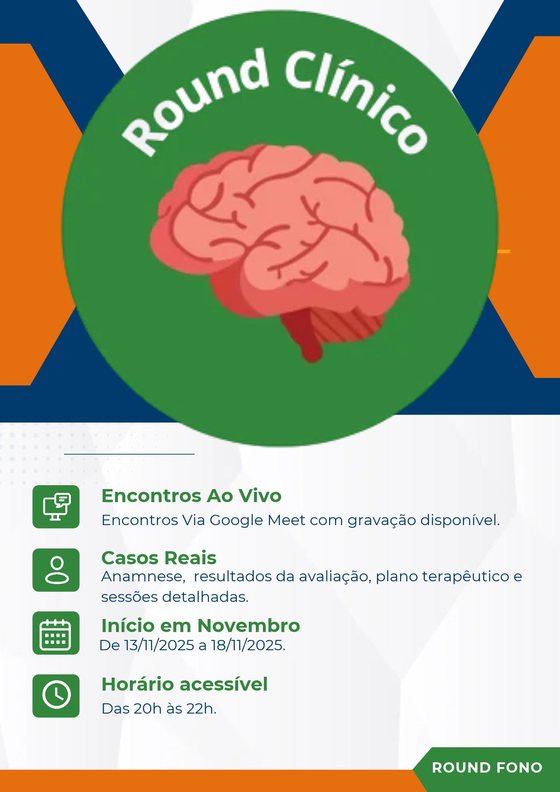 Round Clínico
Encontros Ao Vivo
Encontros Via Google Meet com gravação disponível.
Casos Reais
Anamnese, resultados da avaliação, plano terapêutico e
sessões detalhadas.
Início em Novembro
De 13/11/2025 a 18/11/2025.
Horário acessível
Das 20h às 22h.
ROUND FONO